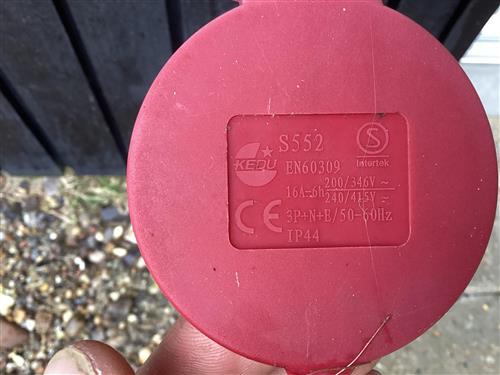 S552
KEDU
Intertek
EN60309
16A-6h 200/346V ~
240/415V ~
CE
3P+N+E/50-60Hz
IP44